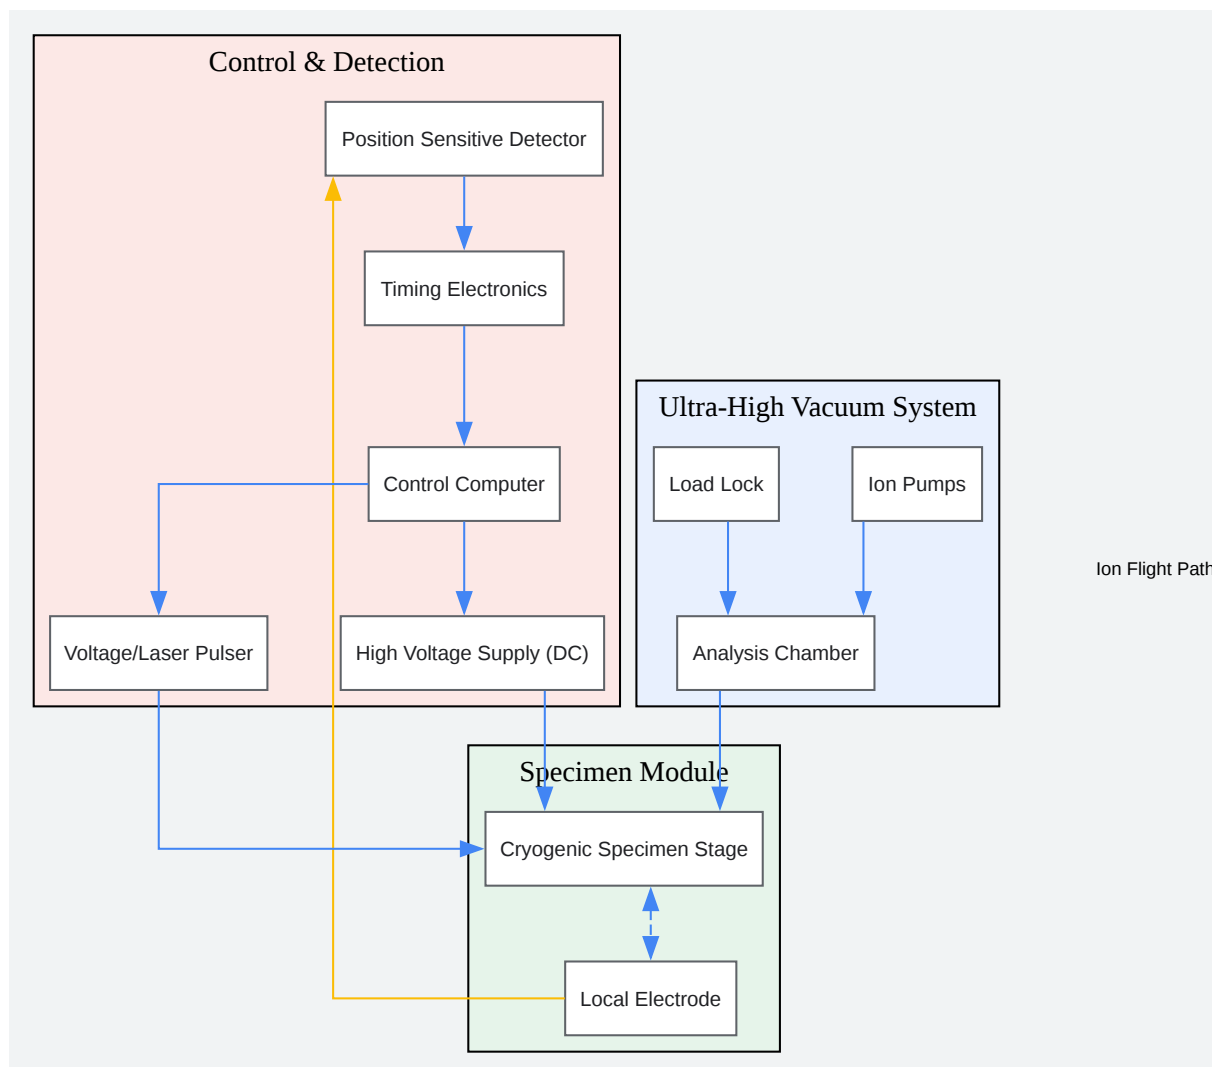 Control & Detection
Position Sensitive Detector
Timing Electronics
Ultra-High Vacuum System
Control Computer
Load Lock
Ion Pumps
Ion Flight Path
Voltage/Laser Pulser
High Voltage Supply (DC)
Analysis Chamber
Specimen Module
Cryogenic Specimen Stage
Local Electrode